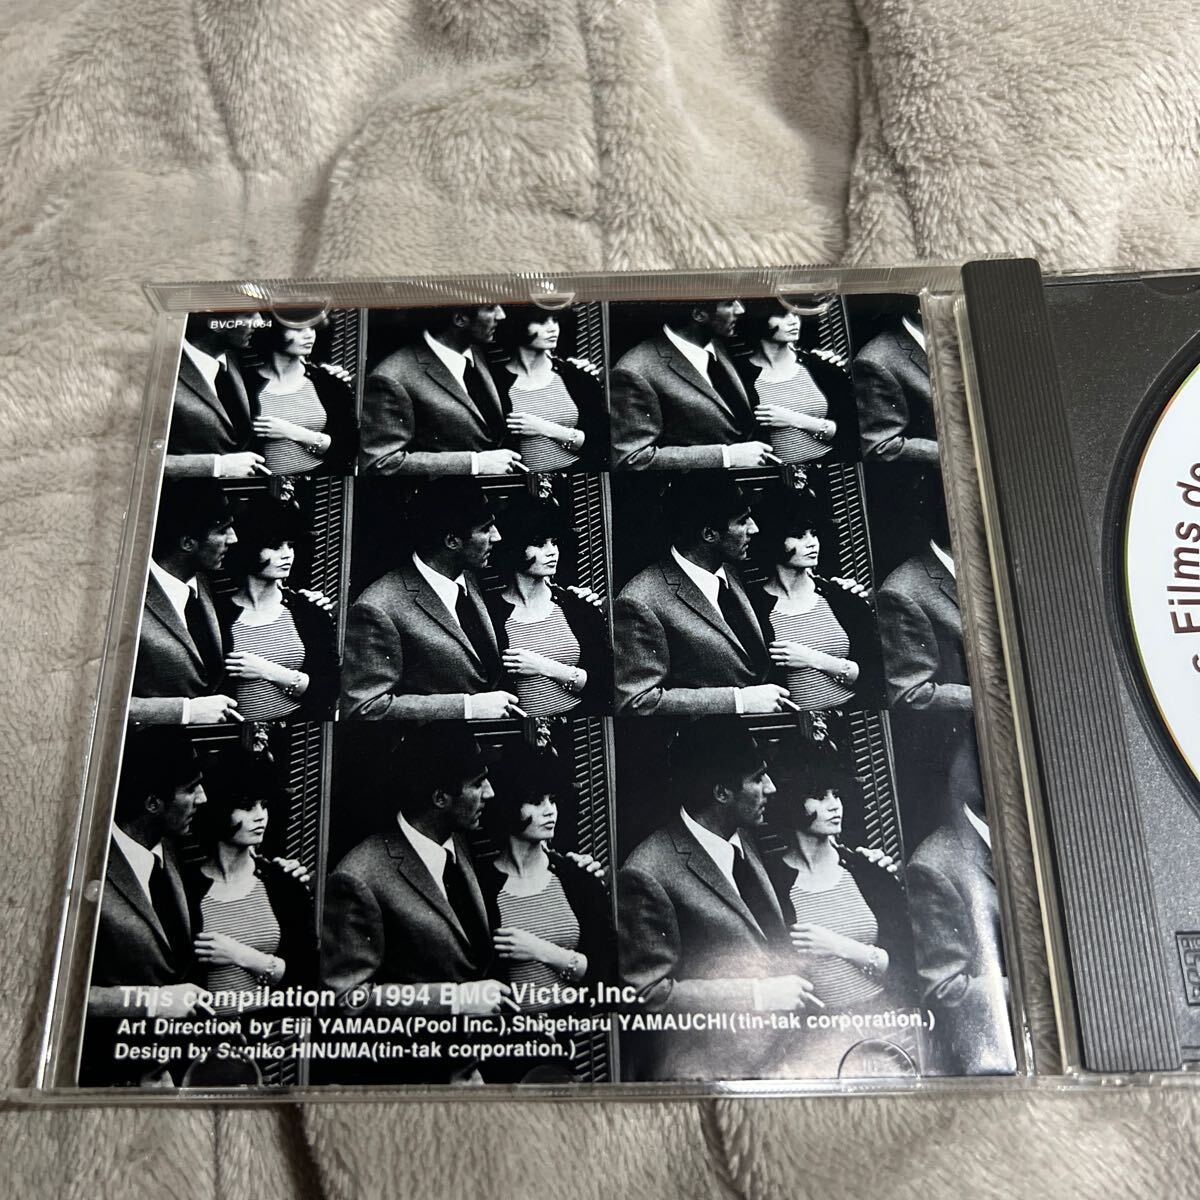 BVCP-1064
This compilation ℗1994 BMG Victor,Inc.
Art Direction by Eiji YAMADA(Pool Inc.),Shigeharu YAMAUCHI(tin-tak corporation.)
Design by Sugiko HINUMA(tin-tak corporation.)
Films de